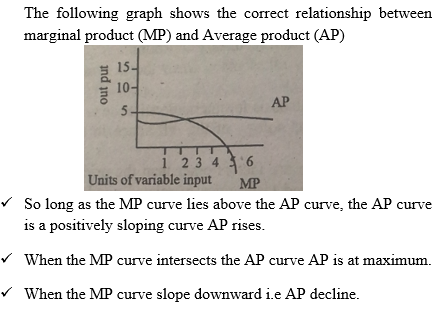 The following graph shows the correct relationship between
marginal product (MP) and Average product (AP)
out put
15-
10-
5-
AP
1 2 3 4 5 6
Units of variable input MP
✓ So long as the MP curve lies above the AP curve, the AP curve
is a positively sloping curve AP rises.
✓ When the MP curve intersects the AP curve AP is at maximum.
✓ When the MP curve slope downward i.e AP decline.